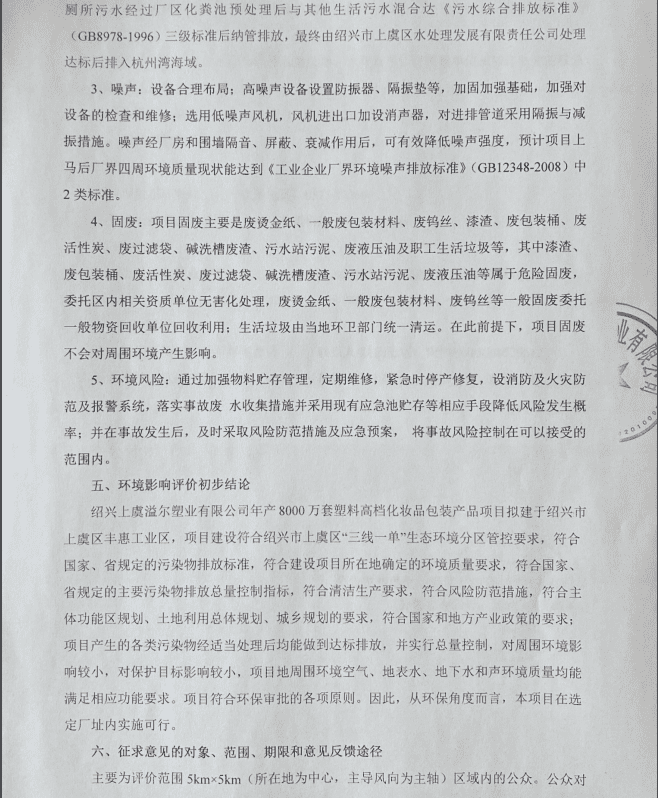 厕所污水经过厂区化粪池预处理后与其他生活污水混合达《污水综合排放标准》
（GB8978-1996）三级标准后纳管排放，最终由绍兴市上虞区水处理发展有限责任公司处理
达标后排入杭州湾海域。
3、噪声：设备合理布局；高噪声设备设置防振器、隔振垫等，加固加强基础，加强对
设备的检查和维修；选用低噪声风机，风机进出口加设消声器，对进排管道采用隔振与减
振措施。噪声经厂房和围墙隔音、屏蔽、衰减作用后，可有效降低噪声强度，预计项目上
马后厂界四周环境质量现状能达到《工业企业厂界环境噪声排放标准》（GB12348-2008）中
2 类标准。
4、固废：项目固废主要是废烫金纸、一般废包装材料、废钨丝、漆渣、废包装桶、废
活性炭、废过滤袋、碱洗槽废渣、污水站污泥、废液压油及职工生活垃圾等，其中漆渣、
废包装桶、废活性炭、废过滤袋、碱洗槽废渣、污水站污泥、废液压油等属于危险固废，
委托区内相关资质单位无害化处理，废烫金纸、一般废包装材料、废钨丝等一般固废委托
一般物资回收单位回收利用；生活垃圾由当地环卫部门统一清运。在此前提下，项目固废
不会对周围环境产生影响。
5、环境风险：通过加强物料贮存管理，定期维修，紧急时停产修复，设消防及火灾防
范及报警系统，落实事故废 水收集措施并采用现有应急池贮存等相应手段降低风险发生概
率；并在事故发生后，及时采取风险防范措施及应急预案， 将事故风险控制在可以接受的
范围内。
五、环境影响评价初步结论
绍兴上虞溢尔塑业有限公司年产 8000 万套塑料高档化妆品包装产品项目拟建于绍兴市
上虞区丰惠工业区，项目建设符合绍兴市上虞区“三线一单”生态环境分区管控要求，符合
国家、省规定的污染物排放标准，符合建设项目所在地确定的环境质量要求，符合国家、
省规定的主要污染物排放总量控制指标，符合清洁生产要求，符合风险防范措施，符合主
体功能区规划、土地利用总体规划、城乡规划的要求，符合国家和地方产业政策的要求；
项目产生的各类污染物经适当处理后均能做到达标排放，并实行总量控制，对周围环境影
响较小，对保护目标影响较小，项目地周围环境空气、地表水、地下水和声环境质量均能
满足相应功能要求。项目符合环保审批的各项原则。因此，从环保角度而言，本项目在选
定厂址内实施可行。
六、征求意见的对象、范围、期限和意见反馈途径
主要为评价范围 5km×5km（所在地为中心，主导风向为主轴）区域内的公众。公众对
业有限公司